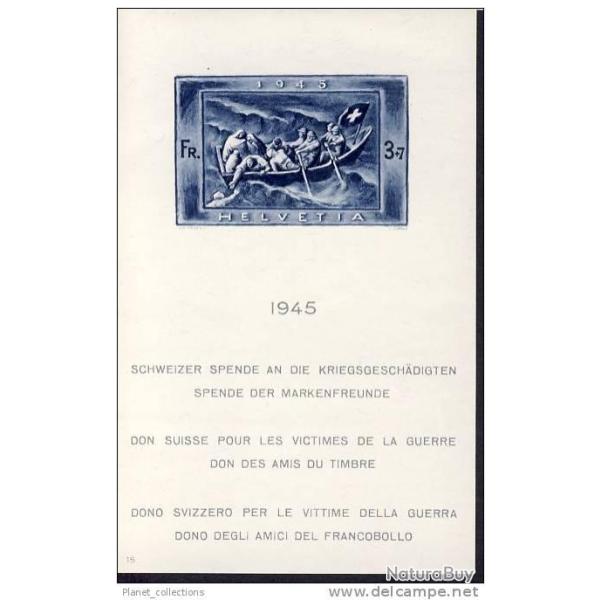 1945
FR. 3+7
HELVETIA
1945
SCHWEIZER SPENDE AN DIE KRIEGSGESCHÄDIGTEN
SPENDE DER MARKENFREUNDE
DON SUISSE POUR LES VICTIMES DE LA GUERRE
DON DES AMIS DU TIMBRE
DONO SVIZZERO PER LE VITTIME DELLA GUERRA
DONO DEGLI AMICI DEL FRANCOBOLLO
15
NaturaBuy
Planet_collections
www.delcampe.net